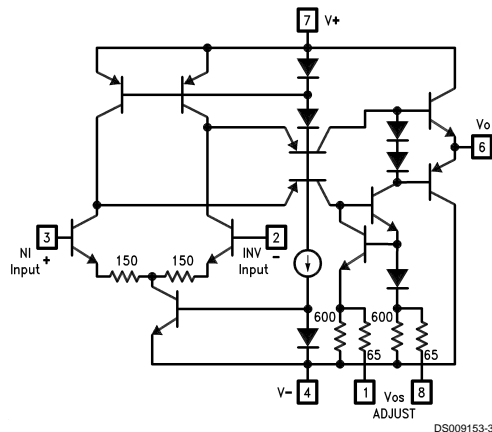 7 V+
Vo
6
3
NI
Input +
150
150
2
INV
Input -
600
600
65
65
V- 4
1
Vos
ADJUST
8
DS009153-3